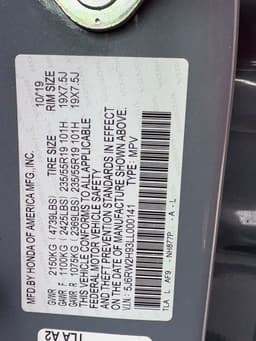 MFD.BY HONDA OF AMERICA MFG., INC. 10/19
TIRE SIZE RIM SIZE
GVWR 2150KG (4739LBS)
GAWR F 1100KG (2425LBS) 235/55R19 101H 19X7.5J
GAWR R 1075KG (2369LBS) 235/55R19 101H 19X7.5J
THIS VEHICLE CONFORMS TO ALL APPLICABLE
FEDERAL MOTOR VEHICLE SAFETY
AND THEFT PREVENTION STANDARDS IN EFFECT
ON THE DATE OF MANUFACTURE SHOWN ABOVE.
V.I.N.: 5J6RW2H93LL000141 TYPE: MPV
TLA L AF9 - NH877P - A - L
TLA A2